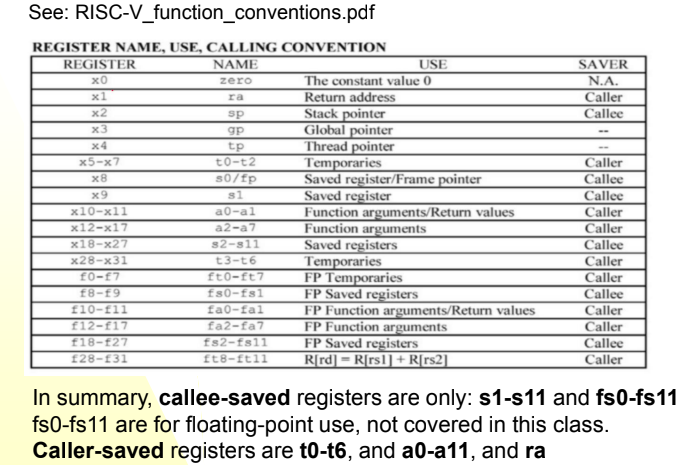 See: RISC-V_function_conventions.pdf
REGISTER NAME, USE, CALLING CONVENTION
REGISTER NAME USE SAVER
x0 zero The constant value 0 N.A.
x1 ra Return address Caller
x2 sp Stack pointer Callee
x3 gp Global pointer --
x4 tp Thread pointer --
x5-x7 t0-t2 Temporaries Caller
x8 s0/fp Saved register/Frame pointer Callee
x9 s1 Saved register Callee
x10-x11 a0-a1 Function arguments/Return values Caller
x12-x17 a2-a7 Function arguments Caller
x18-x27 s2-s11 Saved registers Callee
x28-x31 t3-t6 Temporaries Caller
f0-f7 ft0-ft7 FP Temporaries Caller
f8-f9 fs0-fs1 FP Saved registers Callee
f10-f11 fa0-fa1 FP Function arguments/Return values Caller
f12-f17 fa2-fa7 FP Function arguments Caller
f18-f27 fs2-fs11 FP Saved registers Callee
f28-f31 ft8-ft11 R[rd] = R[rs1] + R[rs2] Caller
In summary, callee-saved registers are only: s1-s11 and fs0-fs11
fs0-fs11 are for floating-point use, not covered in this class.
Caller-saved registers are t0-t6, and a0-a11, and ra